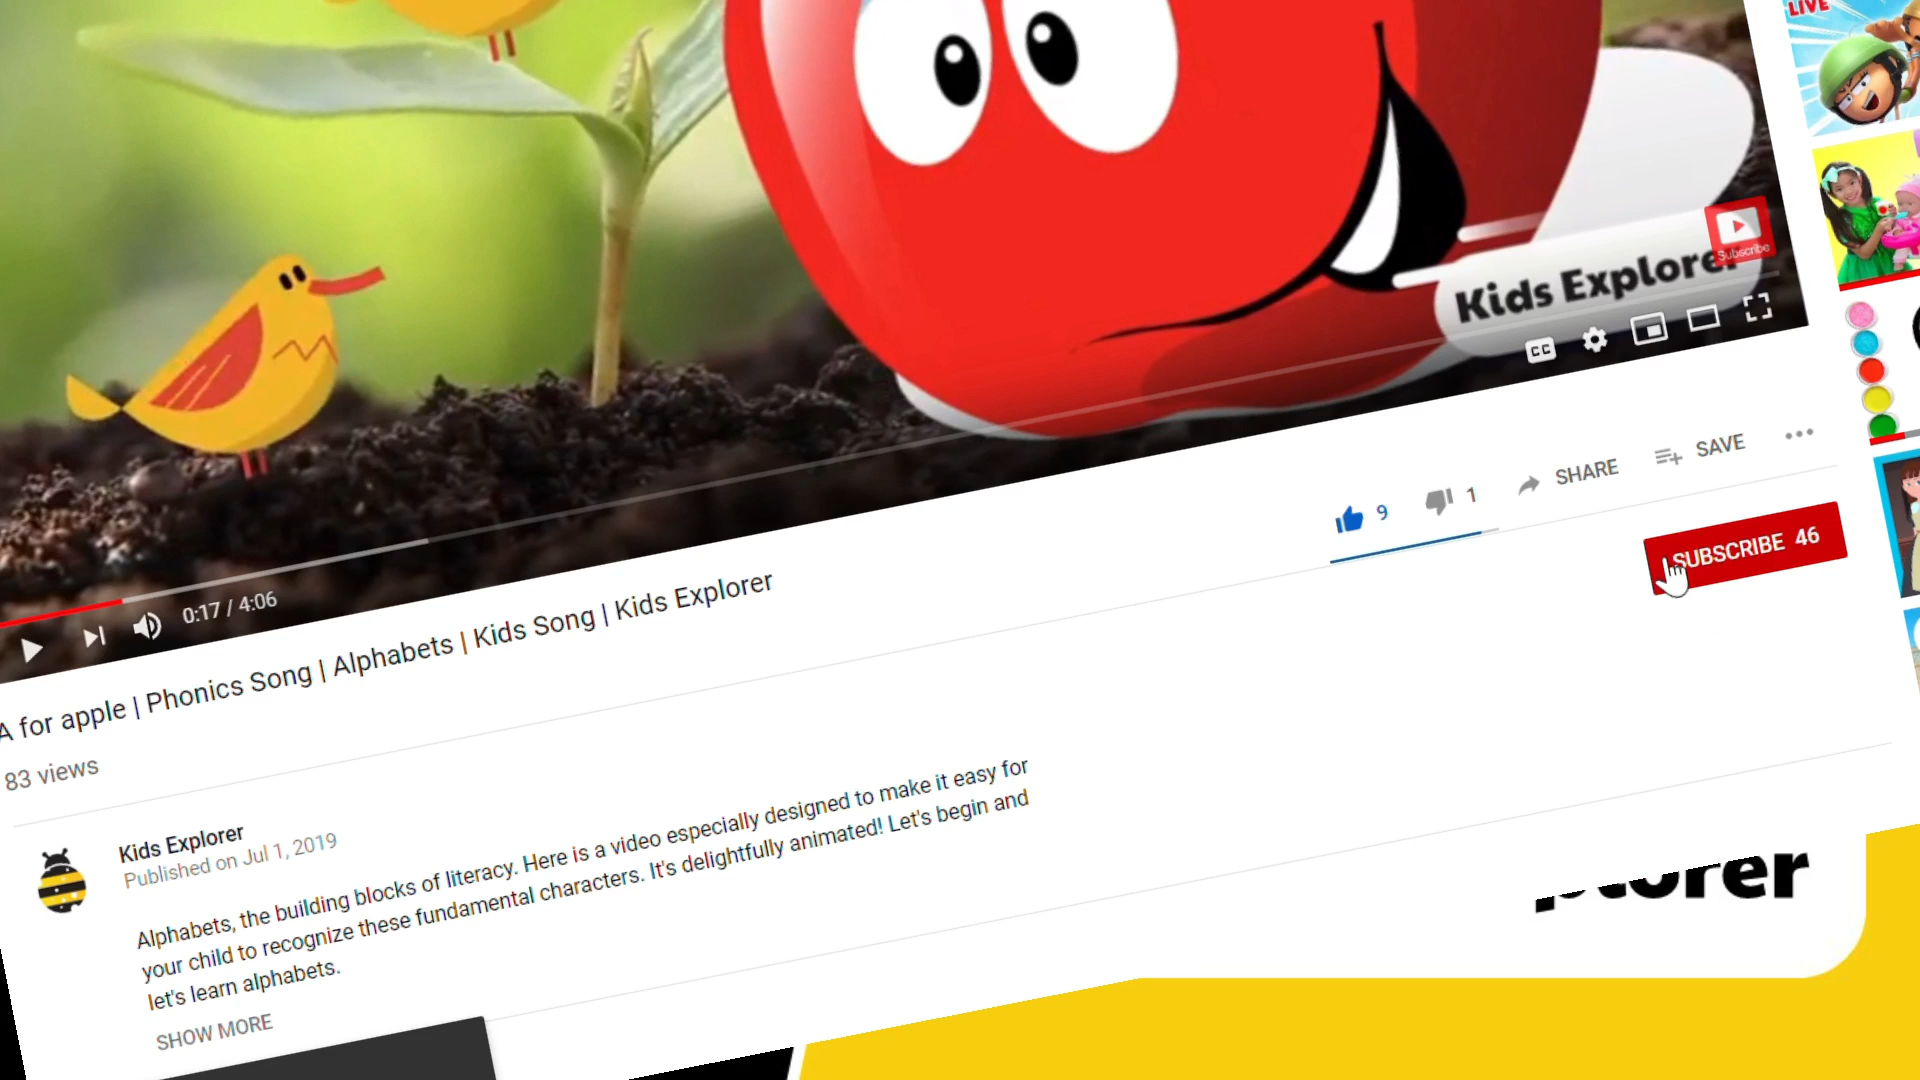 LIVE
Subscribe
Kids Explorer
CC
0:17 / 4:06
A for apple | Phonics Song | Alphabets | Kids Song | Kids Explorer
83 views
9
1
SHARE
SAVE
SUBSCRIBE 46
Kids Explorer
Published on Jul 1, 2019
Alphabets, the building blocks of literacy. Here is a video especially designed to make it easy for
your child to recognize these fundamental characters. It's delightfully animated! Let's begin and
let's learn alphabets.
SHOW MORE